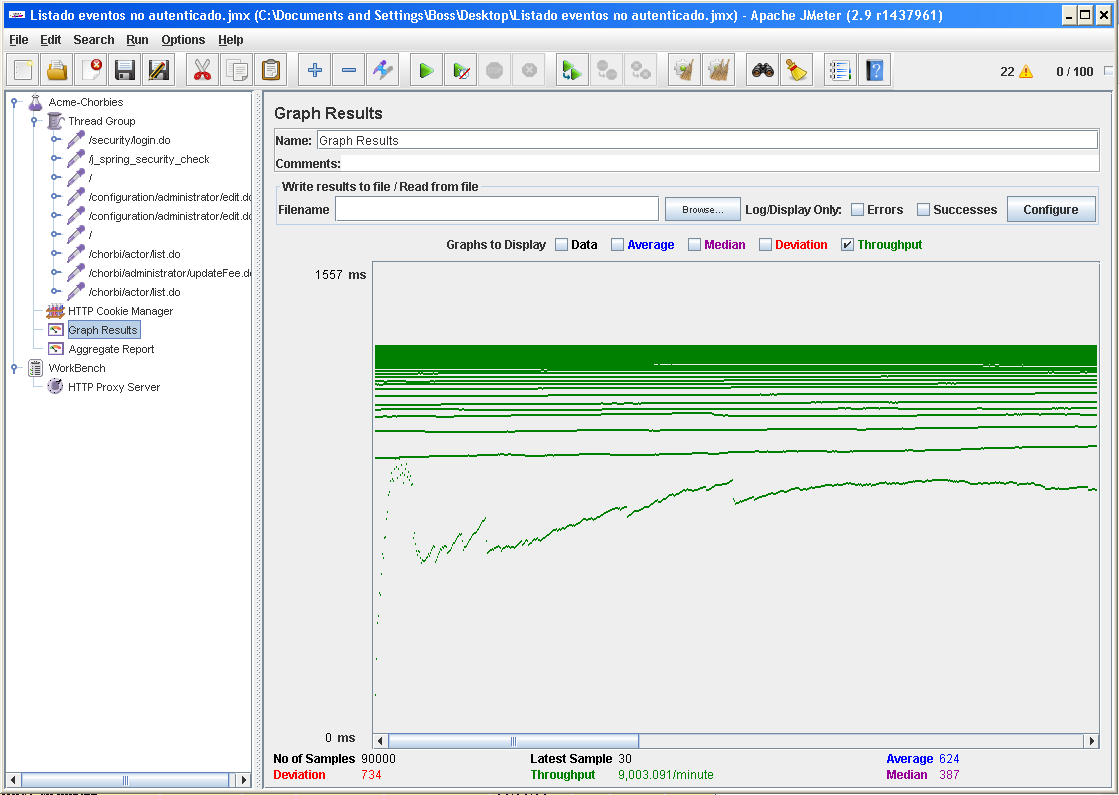 Listado eventos no autenticado.jmx (C:\Documents and Settings\Boss\Desktop\Listado eventos no autenticado.jmx) - Apache JMeter (2.9 r1437961)
File Edit Search Run Options Help
22 0 / 100
Acme-Chorbies
Thread Group
/security/login.do
/j_spring_security_check
/
/configuration/administrator/edit.do
/configuration/administrator/edit.do
/
/chorbi/actor/list.do
/chorbi/administrator/updateFee.do
/chorbi/actor/list.do
HTTP Cookie Manager
Graph Results
Aggregate Report
WorkBench
HTTP Proxy Server
Graph Results
Name: Graph Results
Comments:
Write results to file / Read from file
Filename Browse... Log/Display Only: Errors Successes Configure
Graphs to Display Data Average Median Deviation Throughput
1557 ms
0 ms
No of Samples 90000 Latest Sample 30 Average 624
Deviation 734 Throughput 9,003.091/minute Median 387